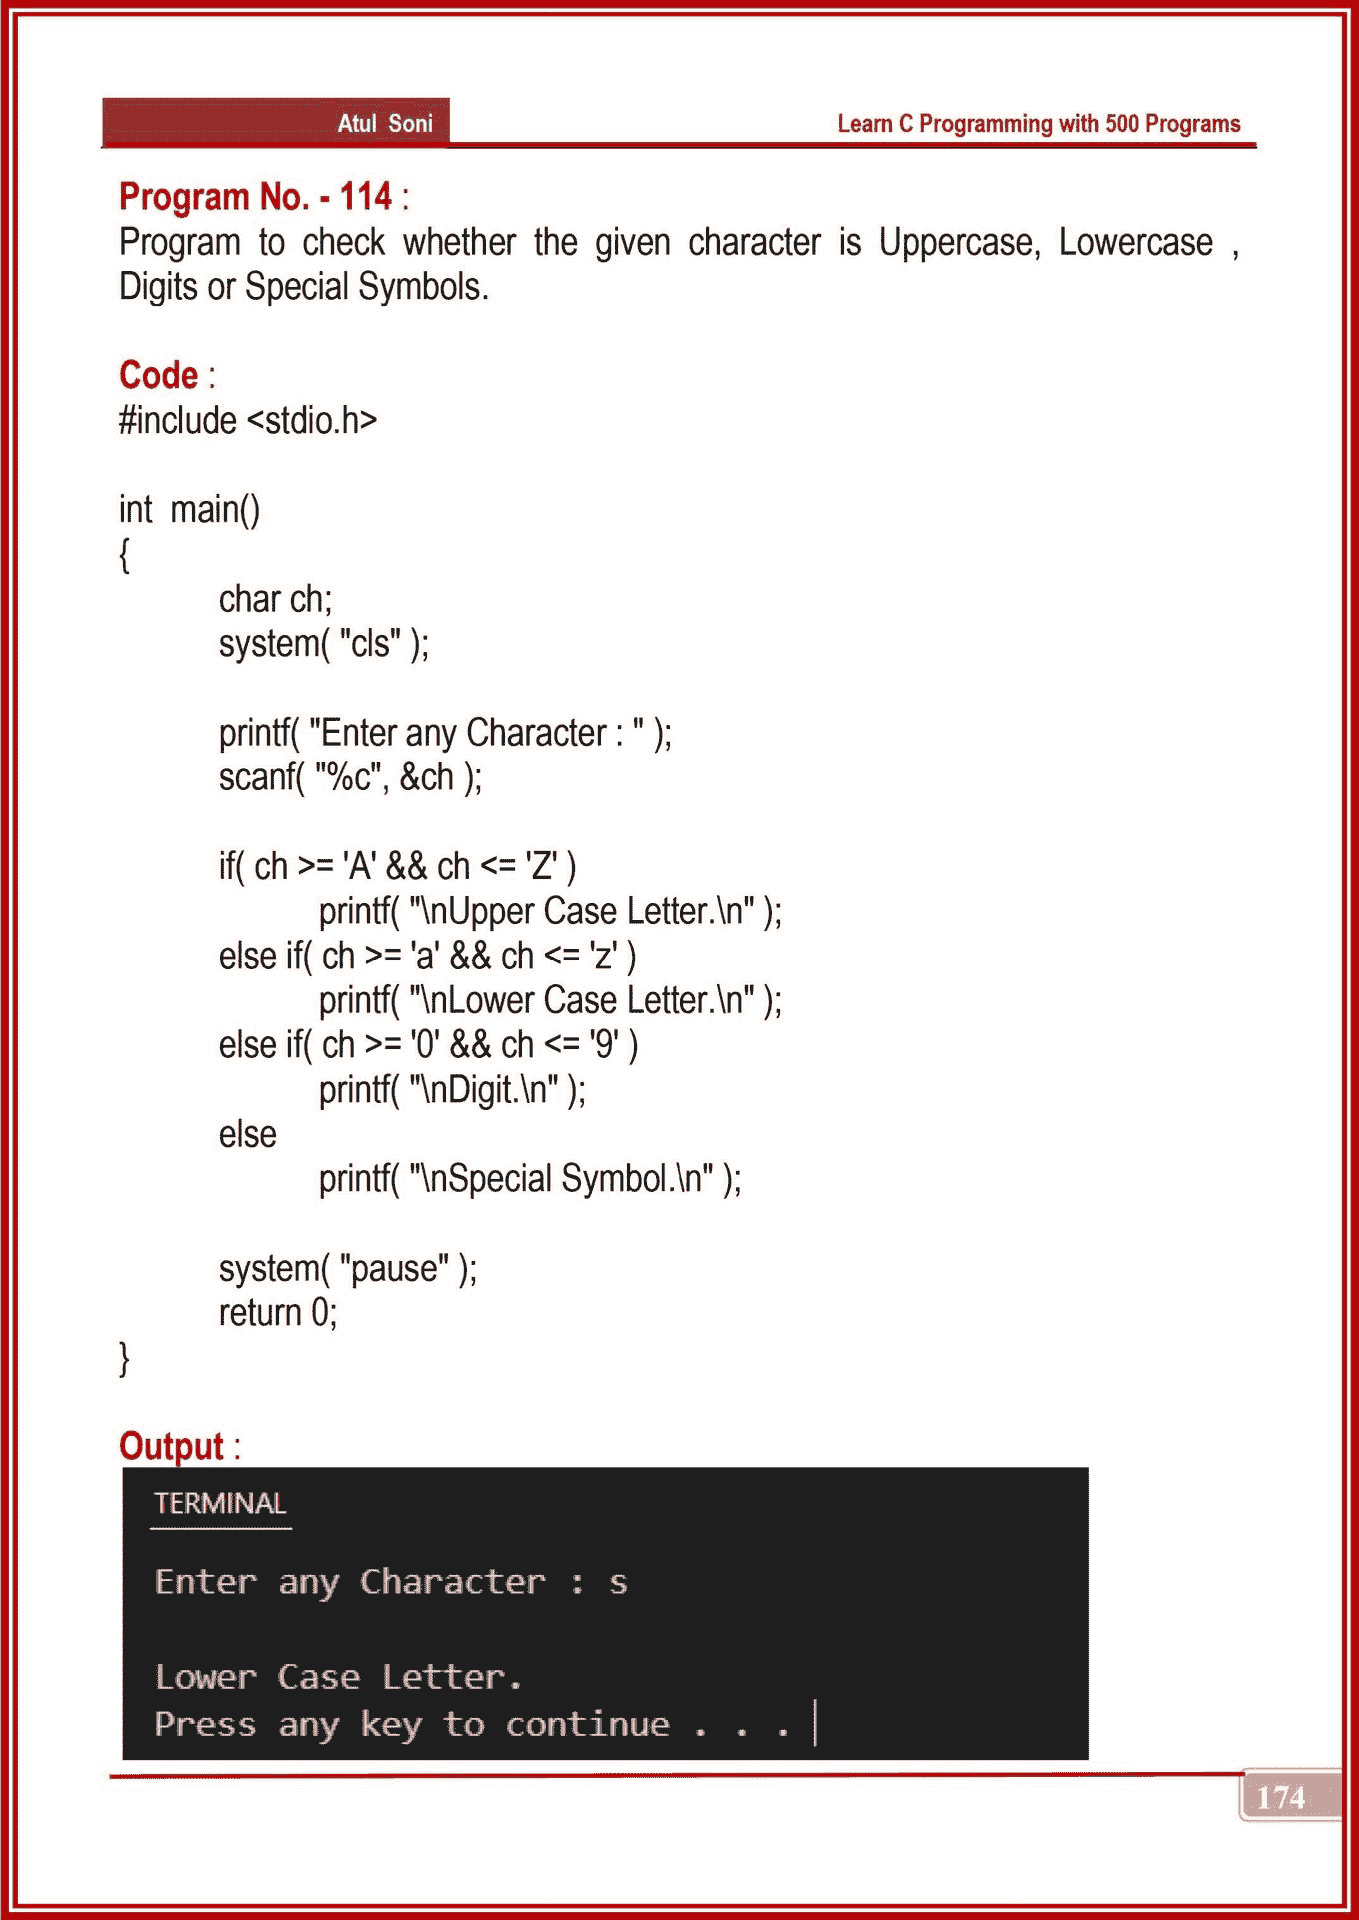 Atul Soni
Learn C Programming with 500 Programs
Program No. - 114 :
Program to check whether the given character is Uppercase, Lowercase ,
Digits or Special Symbols.
Code :
#include <stdio.h>
int main()
{
char ch;
system( "cls" );
printf( "Enter any Character : " );
scanf( "%c", &ch );
if( ch >= 'A' && ch <= 'Z' )
printf( "\nUpper Case Letter.\n" );
else if( ch >= 'a' && ch <= 'z' )
printf( "\nLower Case Letter.\n" );
else if( ch >= '0' && ch <= '9' )
printf( "\nDigit.\n" );
else
printf( "\nSpecial Symbol.\n" );
system( "pause" );
return 0;
}
Output :
TERMINAL
Enter any Character : s
Lower Case Letter.
Press any key to continue . . .
174